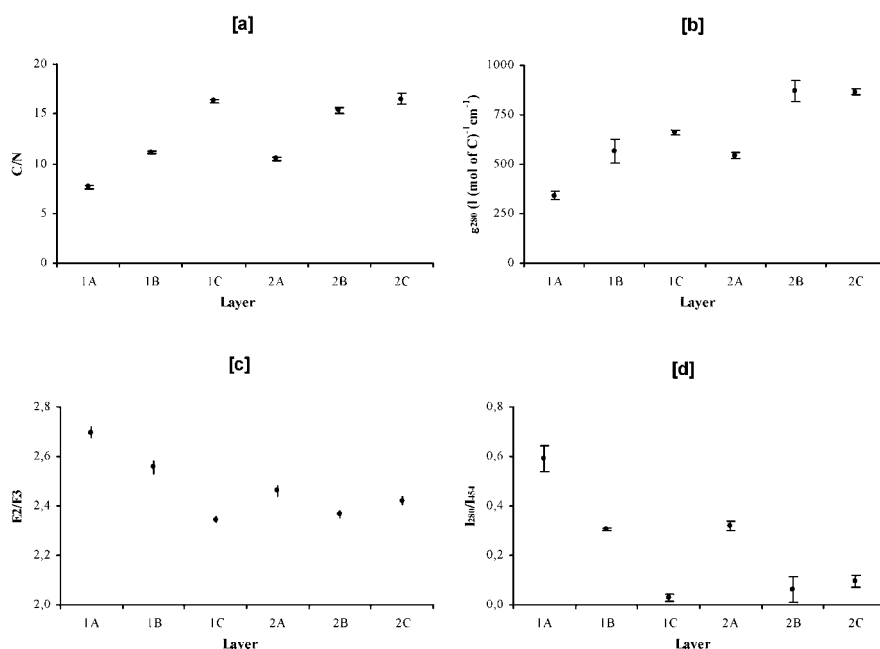 [a]
20
15
10
5
0
C/N
1A 1B 1C 2A 2B 2C
Layer
[b]
1000
750
500
250
0
ε280 (l (mol of C)-1cm-1)
1A 1B 1C 2A 2B 2C
Layer
[c]
2,8
2,6
2,4
2,2
2,0
E2/E3
1A 1B 1C 2A 2B 2C
Layer
[d]
0,8
0,6
0,4
0,2
0,0
I280/I454
1A 1B 1C 2A 2B 2C
Layer